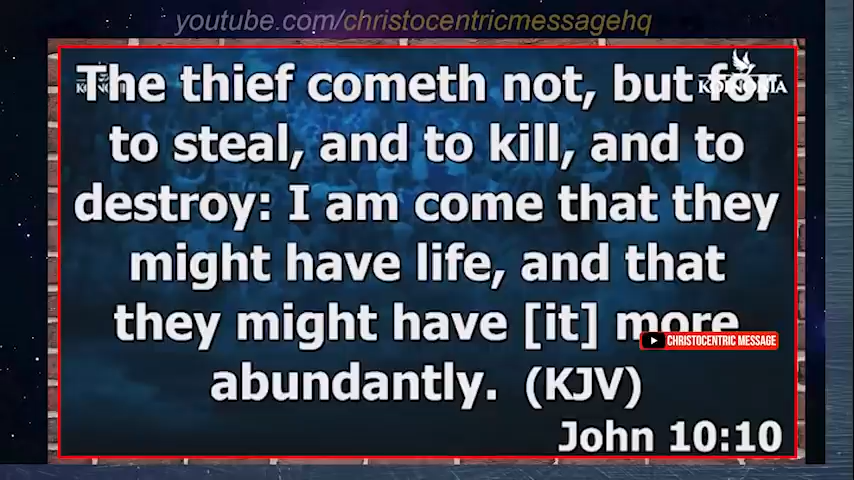 youtube.com/christocentricmessagehq
The thief cometh not, but for
KOINONIA
to steal, and to kill, and to
destroy: I am come that they
might have life, and that
they might have [it] more
CHRISTOCENTRIC MESSAGE
abundantly. (KJV)
John 10:10